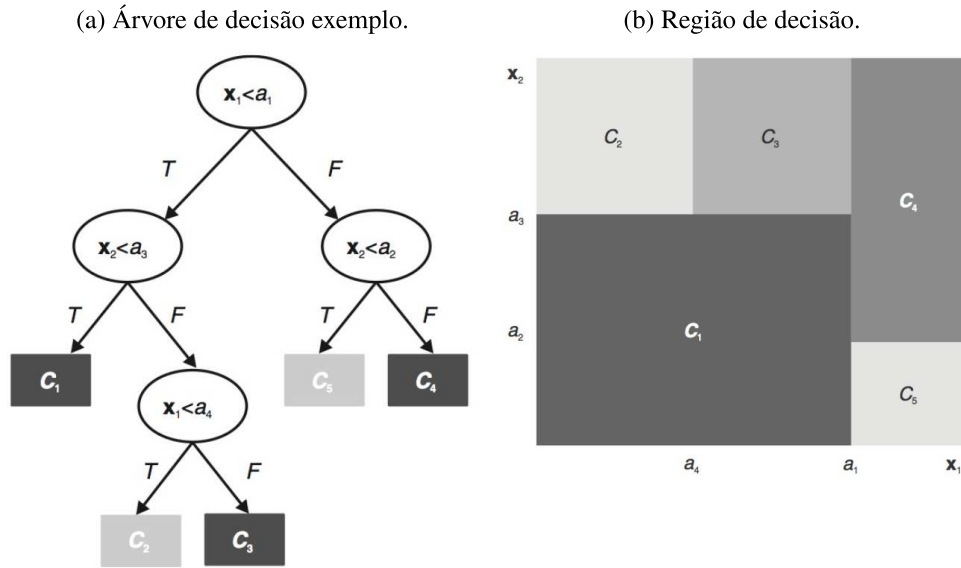 (a) Árvore de decisão exemplo.
x₁<a₁
T
F
x₂<a₃
x₂<a₂
T
F
T
F
C₁
C₅
C₄
x₁<a₄
T
F
C₂
C₃
(b) Região de decisão.
x₂
C₂
C₃
C₄
a₃
a₂
C₁
C₅
a₄
a₁
x₁